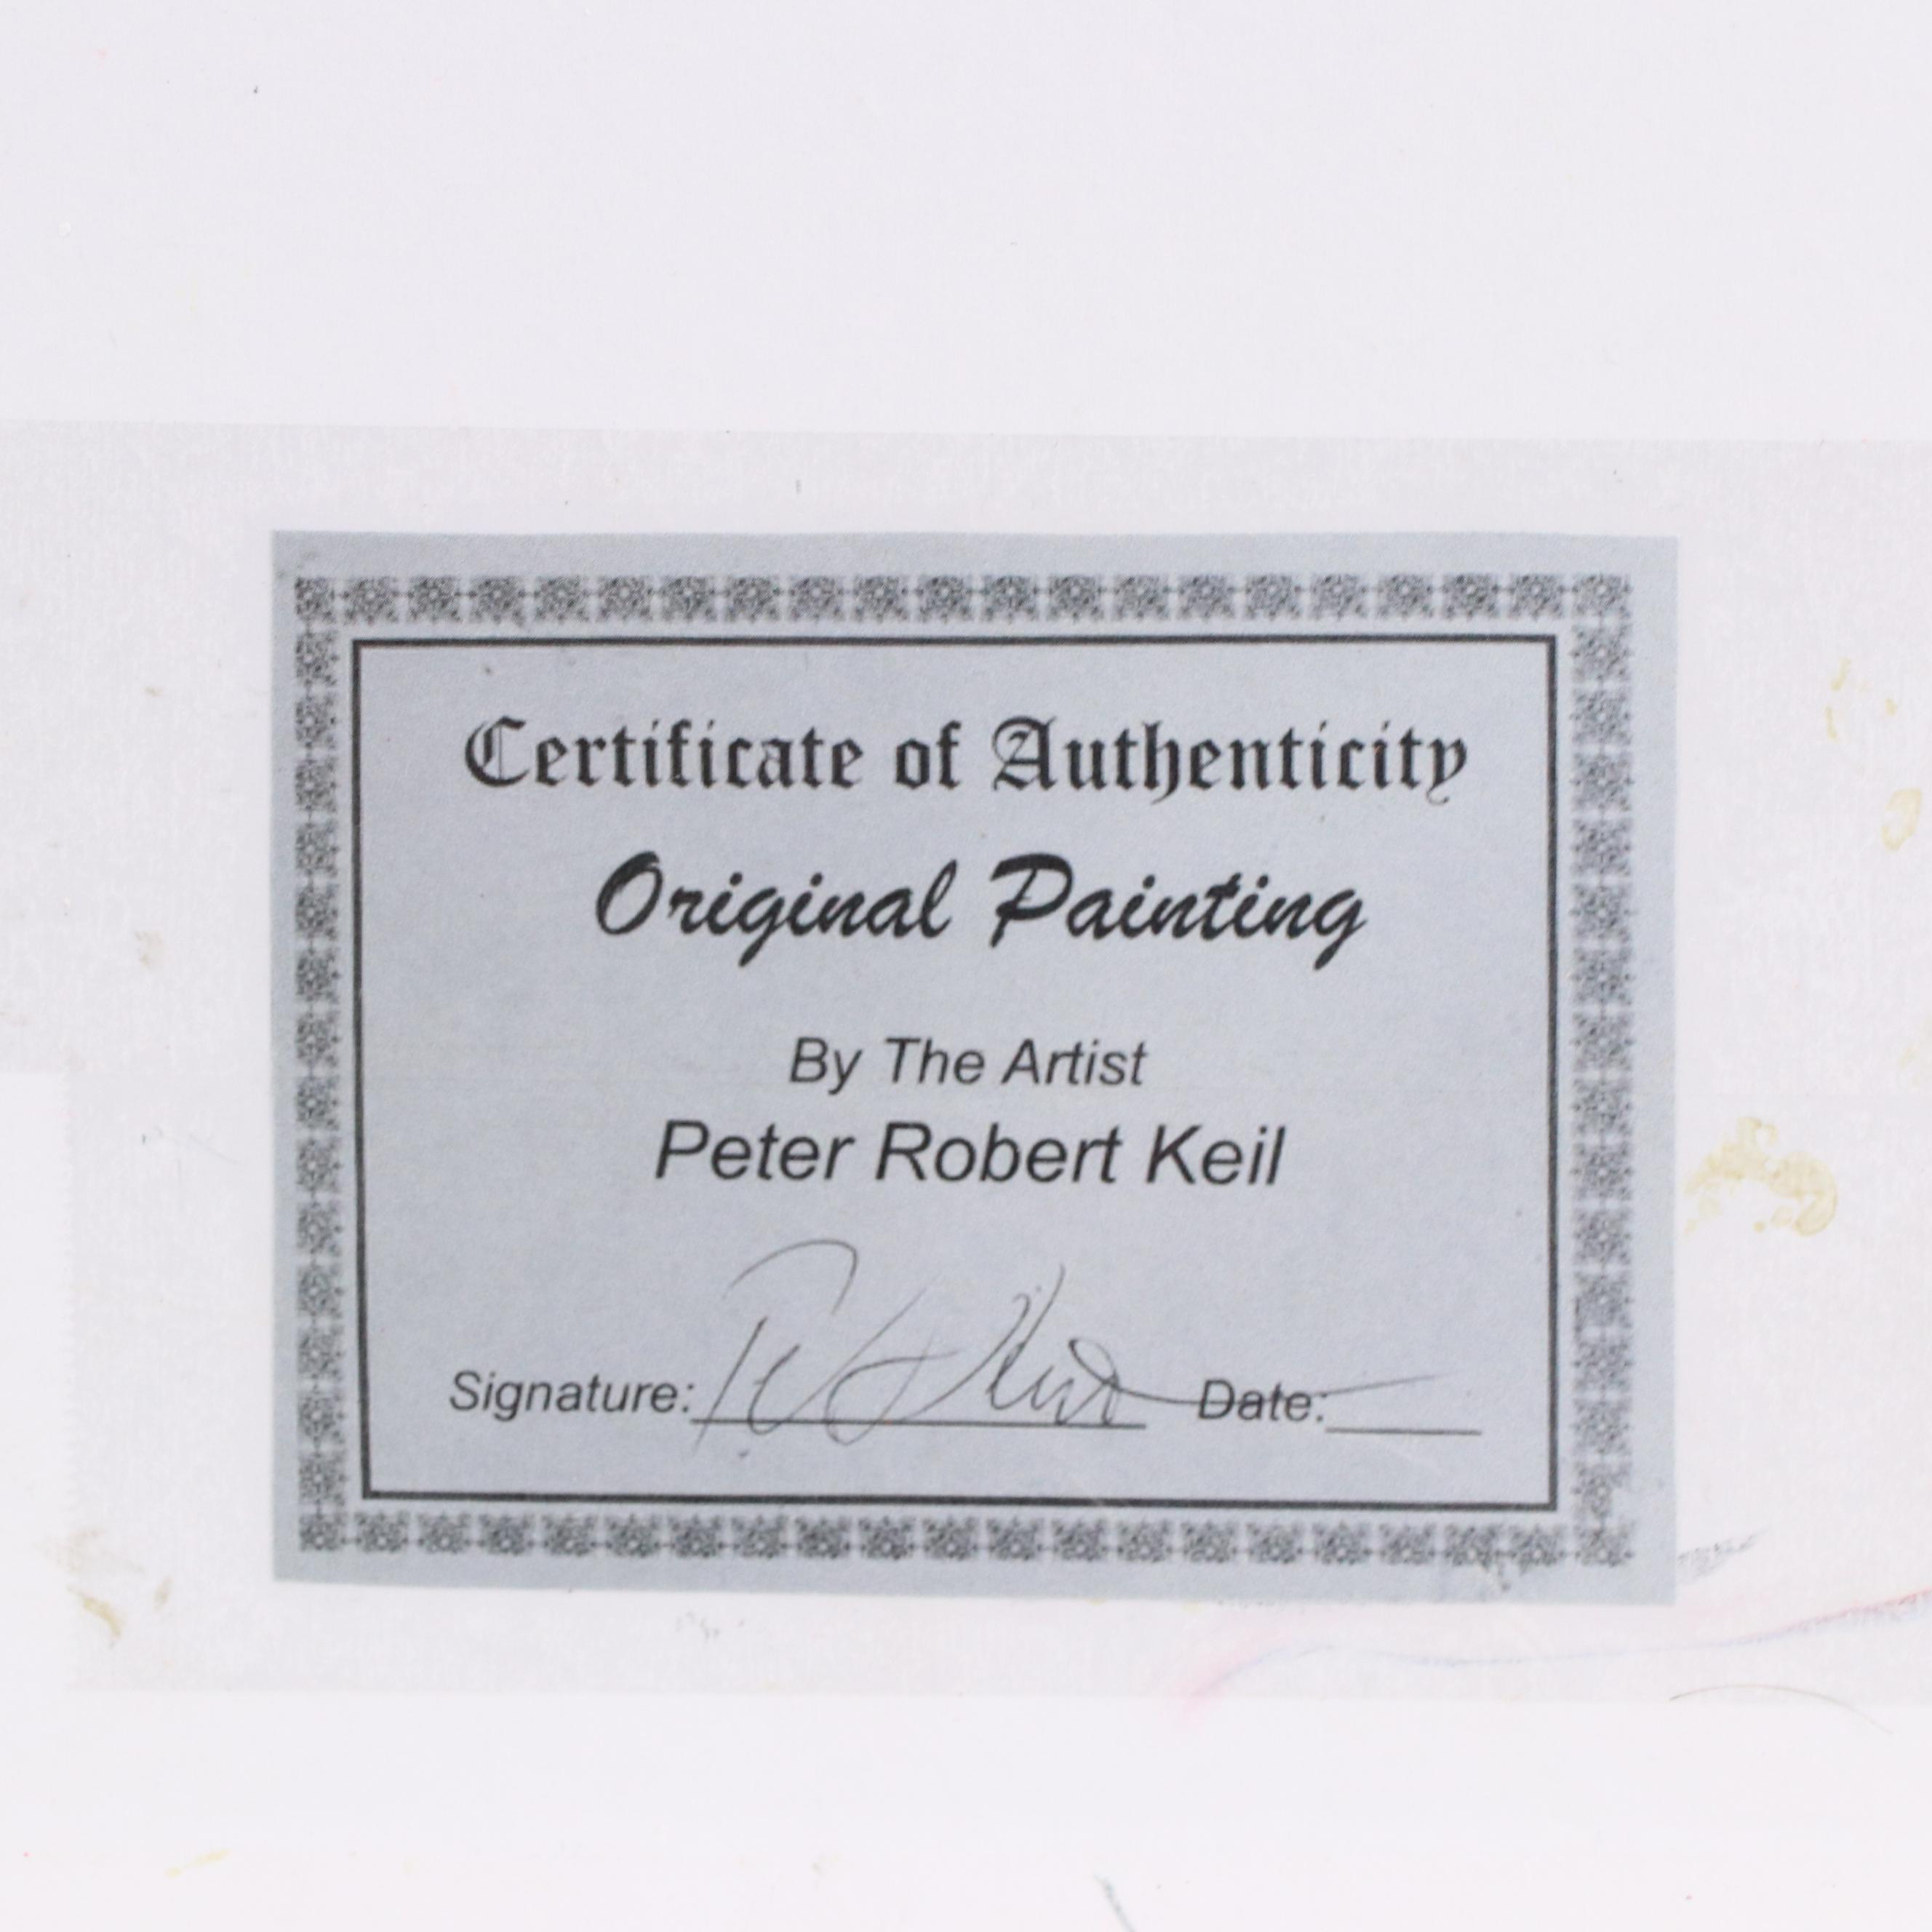 Certificate of Authenticity
Original Painting
By The Artist
Peter Robert Keil
Signature: Date: